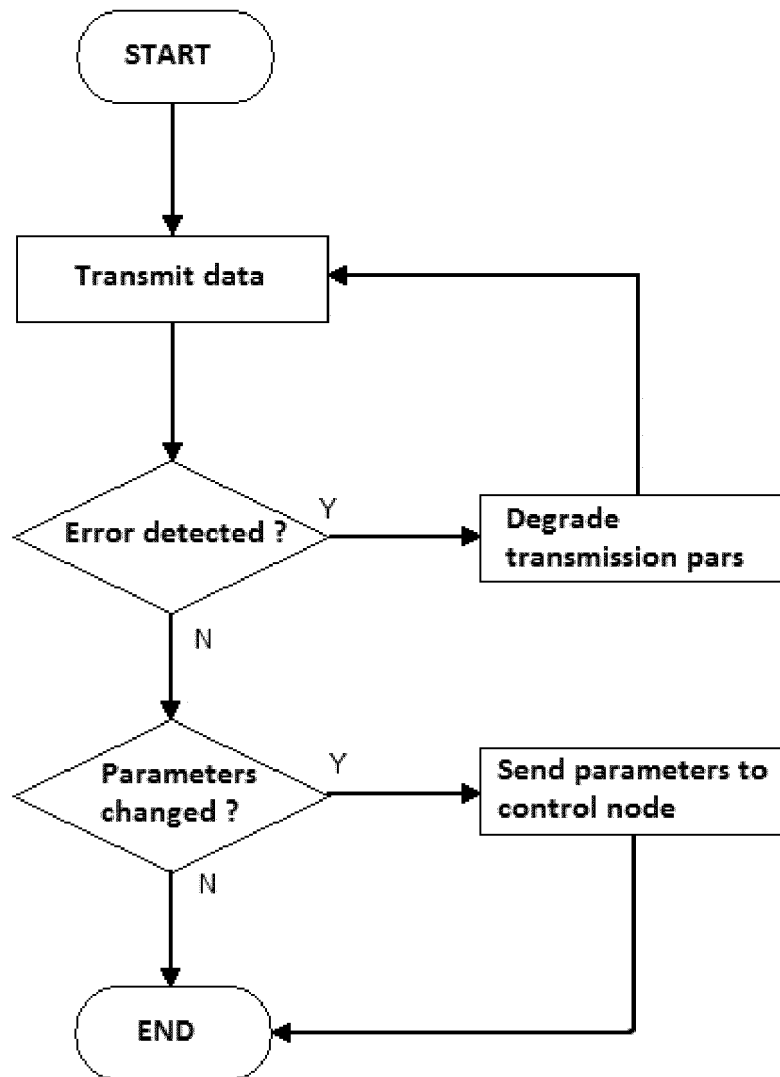 START
Transmit data
Error detected ?
Y
Degrade
transmission pars
N
Parameters
changed ?
Y
Send parameters to
control node
N
END